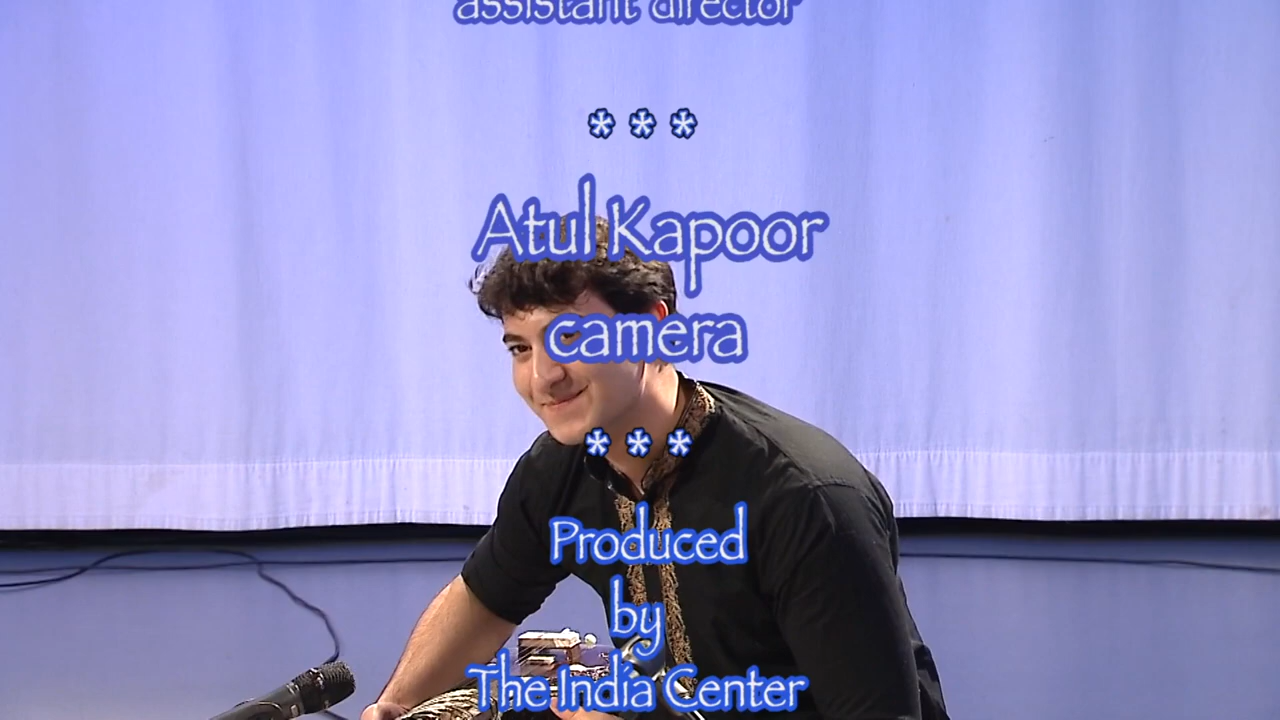 assistant director
* * *
Atul Kapoor
camera
* * *
Produced
by
The India Center